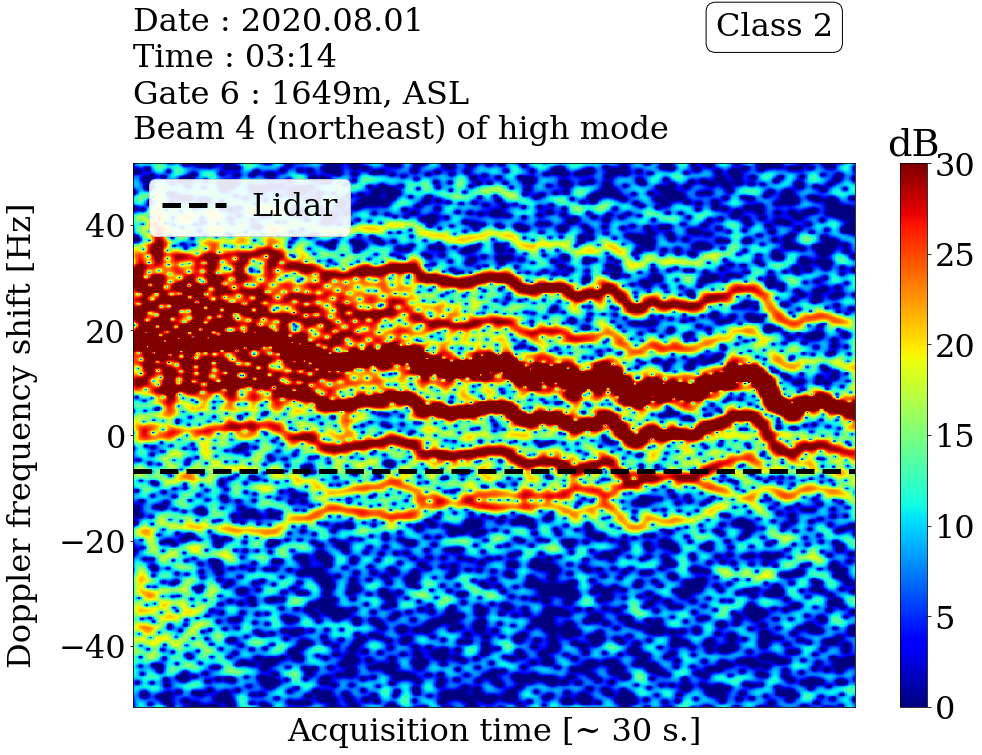 Date : 2020.08.01
Time : 03:14
Gate 6 : 1649m, ASL
Beam 4 (northeast) of high mode
Class 2
dB
Lidar
Doppler frequency shift [Hz]
40
20
0
−20
−40
Acquisition time [~ 30 s.]
30
25
20
15
10
5
0